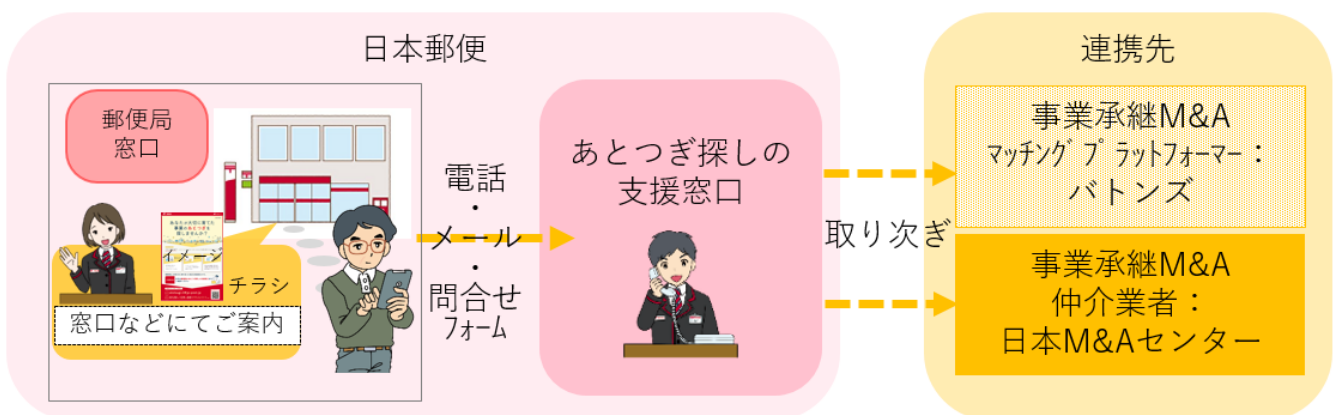 日本郵便
郵便局
窓口
イメージ
チラシ
窓口などにてご案内
電話
・
メール
・
問合せ
ﾌｫｰﾑ
あとつぎ探しの
支援窓口
取り次ぎ
連携先
事業承継M&A
ﾏｯﾁﾝｸﾞﾌﾟﾗｯﾄﾌｫｰﾏｰ：
バトンズ
事業承継M&A
仲介業者：
日本M&Aセンター